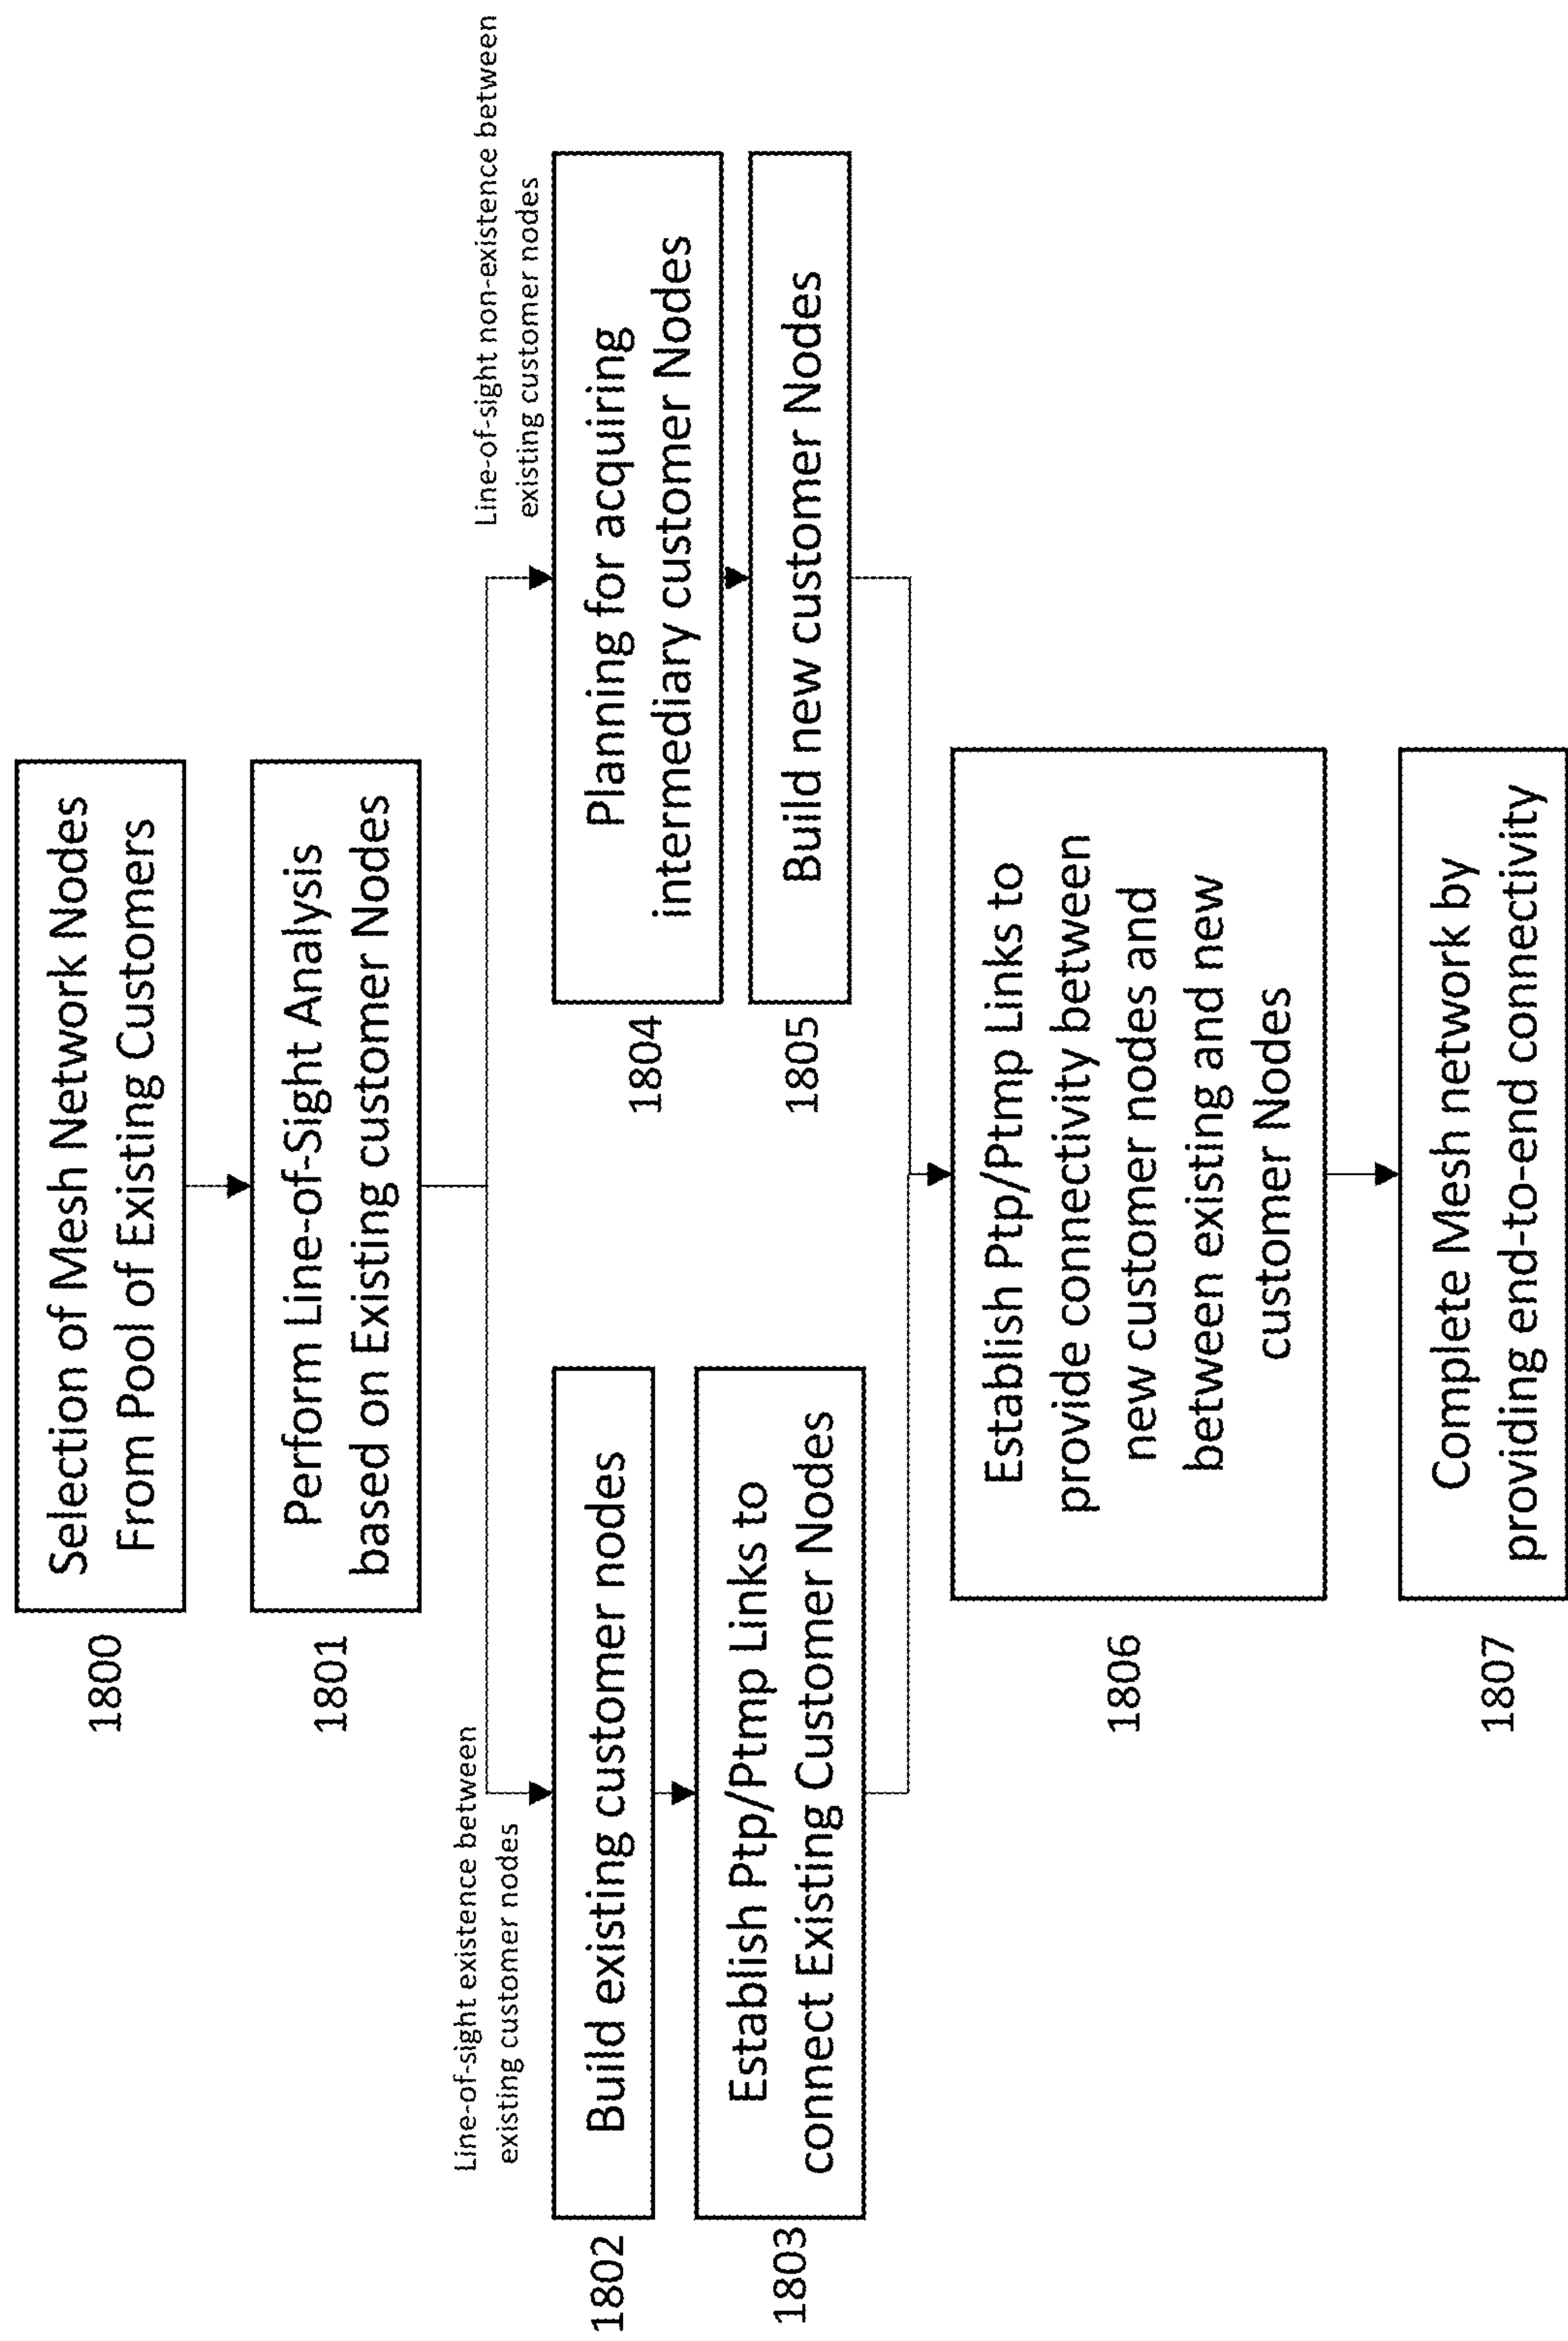 1800
Selection of Mesh Network Nodes
From Pool of Existing Customers
1801
Perform Line-of-Sight Analysis
based on Existing customer Nodes
Line-of-sight existence between
existing customer nodes
1802
Build existing customer nodes
1803
Establish Ptp/Ptmp Links to
connect Existing Customer Nodes
Line-of-sight non-existence between
existing customer nodes
1804
Planning for acquiring
intermediary customer Nodes
1805
Build new customer Nodes
1806
Establish Ptp/Ptmp Links to
provide connectivity between
new customer nodes and
between existing and new
customer Nodes
1807
Complete Mesh network by
providing end-to-end connectivity